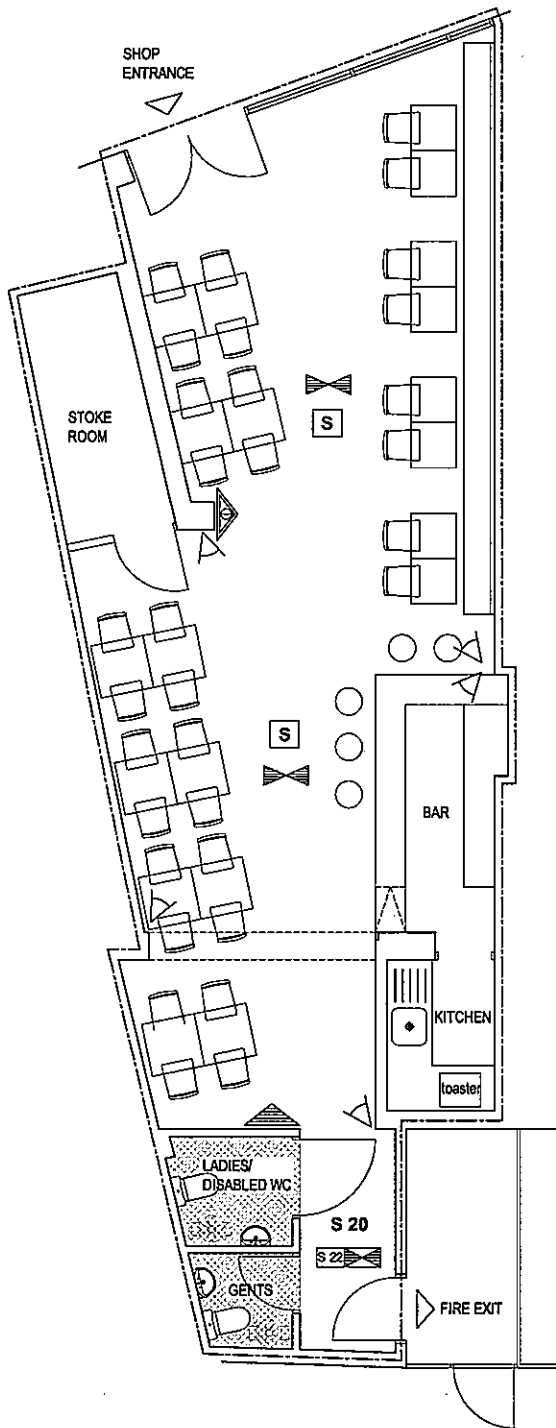 SHOP
ENTRANCE
STOKE
ROOM
S
S
BAR
KITCHEN
toaster
LADIES/
DISABLED WC
S 20
S 22
GENTS
FIRE EXIT